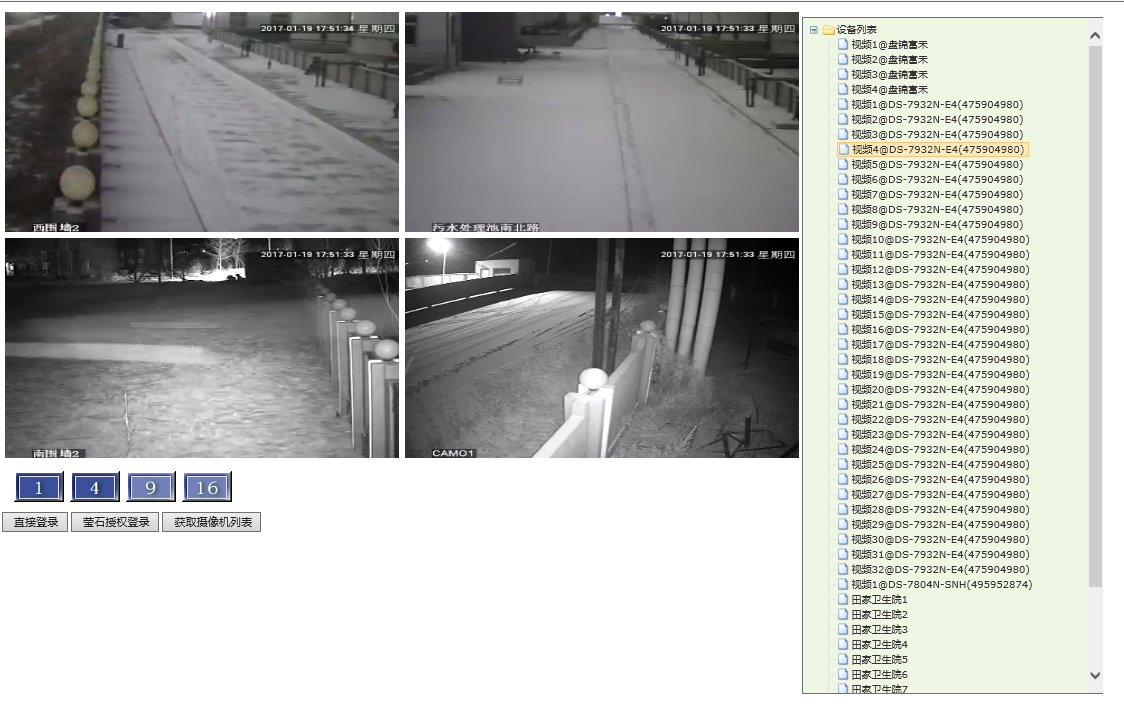 2017-01-19 17:51:34 星期四
西围墙2
2017-01-19 17:51:33 星期四
污水处理池南北路
2017-01-19 17:51:33 星期四
南围墙2
2017-01-19 17:51:33 星期四
CAM01
1
4
9
16
直接登录
莹石授权登录
获取摄像机列表
设备列表
视频1@盘锦富禾
视频2@盘锦富禾
视频3@盘锦富禾
视频4@盘锦富禾
视频1@DS-7932N-E4(475904980)
视频2@DS-7932N-E4(475904980)
视频3@DS-7932N-E4(475904980)
视频4@DS-7932N-E4(475904980)
视频5@DS-7932N-E4(475904980)
视频6@DS-7932N-E4(475904980)
视频7@DS-7932N-E4(475904980)
视频8@DS-7932N-E4(475904980)
视频9@DS-7932N-E4(475904980)
视频10@DS-7932N-E4(475904980)
视频11@DS-7932N-E4(475904980)
视频12@DS-7932N-E4(475904980)
视频13@DS-7932N-E4(475904980)
视频14@DS-7932N-E4(475904980)
视频15@DS-7932N-E4(475904980)
视频16@DS-7932N-E4(475904980)
视频17@DS-7932N-E4(475904980)
视频18@DS-7932N-E4(475904980)
视频19@DS-7932N-E4(475904980)
视频20@DS-7932N-E4(475904980)
视频21@DS-7932N-E4(475904980)
视频22@DS-7932N-E4(475904980)
视频23@DS-7932N-E4(475904980)
视频24@DS-7932N-E4(475904980)
视频25@DS-7932N-E4(475904980)
视频26@DS-7932N-E4(475904980)
视频27@DS-7932N-E4(475904980)
视频28@DS-7932N-E4(475904980)
视频29@DS-7932N-E4(475904980)
视频30@DS-7932N-E4(475904980)
视频31@DS-7932N-E4(475904980)
视频32@DS-7932N-E4(475904980)
视频1@DS-7804N-SNH(495952874)
田家卫生院1
田家卫生院2
田家卫生院3
田家卫生院4
田家卫生院5
田家卫生院6
田家卫生院7